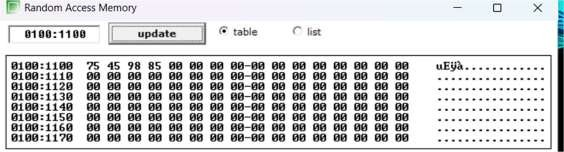 Random Access Memory
0100:1100 update table list
0100:1100 75 45 98 85 00 00 00 00-00 00 00 00 00 00 00 00 uEÿà............
0100:1110 00 00 00 00 00 00 00 00-00 00 00 00 00 00 00 00 ................
0100:1120 00 00 00 00 00 00 00 00-00 00 00 00 00 00 00 00 ................
0100:1130 00 00 00 00 00 00 00 00-00 00 00 00 00 00 00 00 ................
0100:1140 00 00 00 00 00 00 00 00-00 00 00 00 00 00 00 00 ................
0100:1150 00 00 00 00 00 00 00 00-00 00 00 00 00 00 00 00 ................
0100:1160 00 00 00 00 00 00 00 00-00 00 00 00 00 00 00 00 ................
0100:1170 00 00 00 00 00 00 00 00-00 00 00 00 00 00 00 00 ................